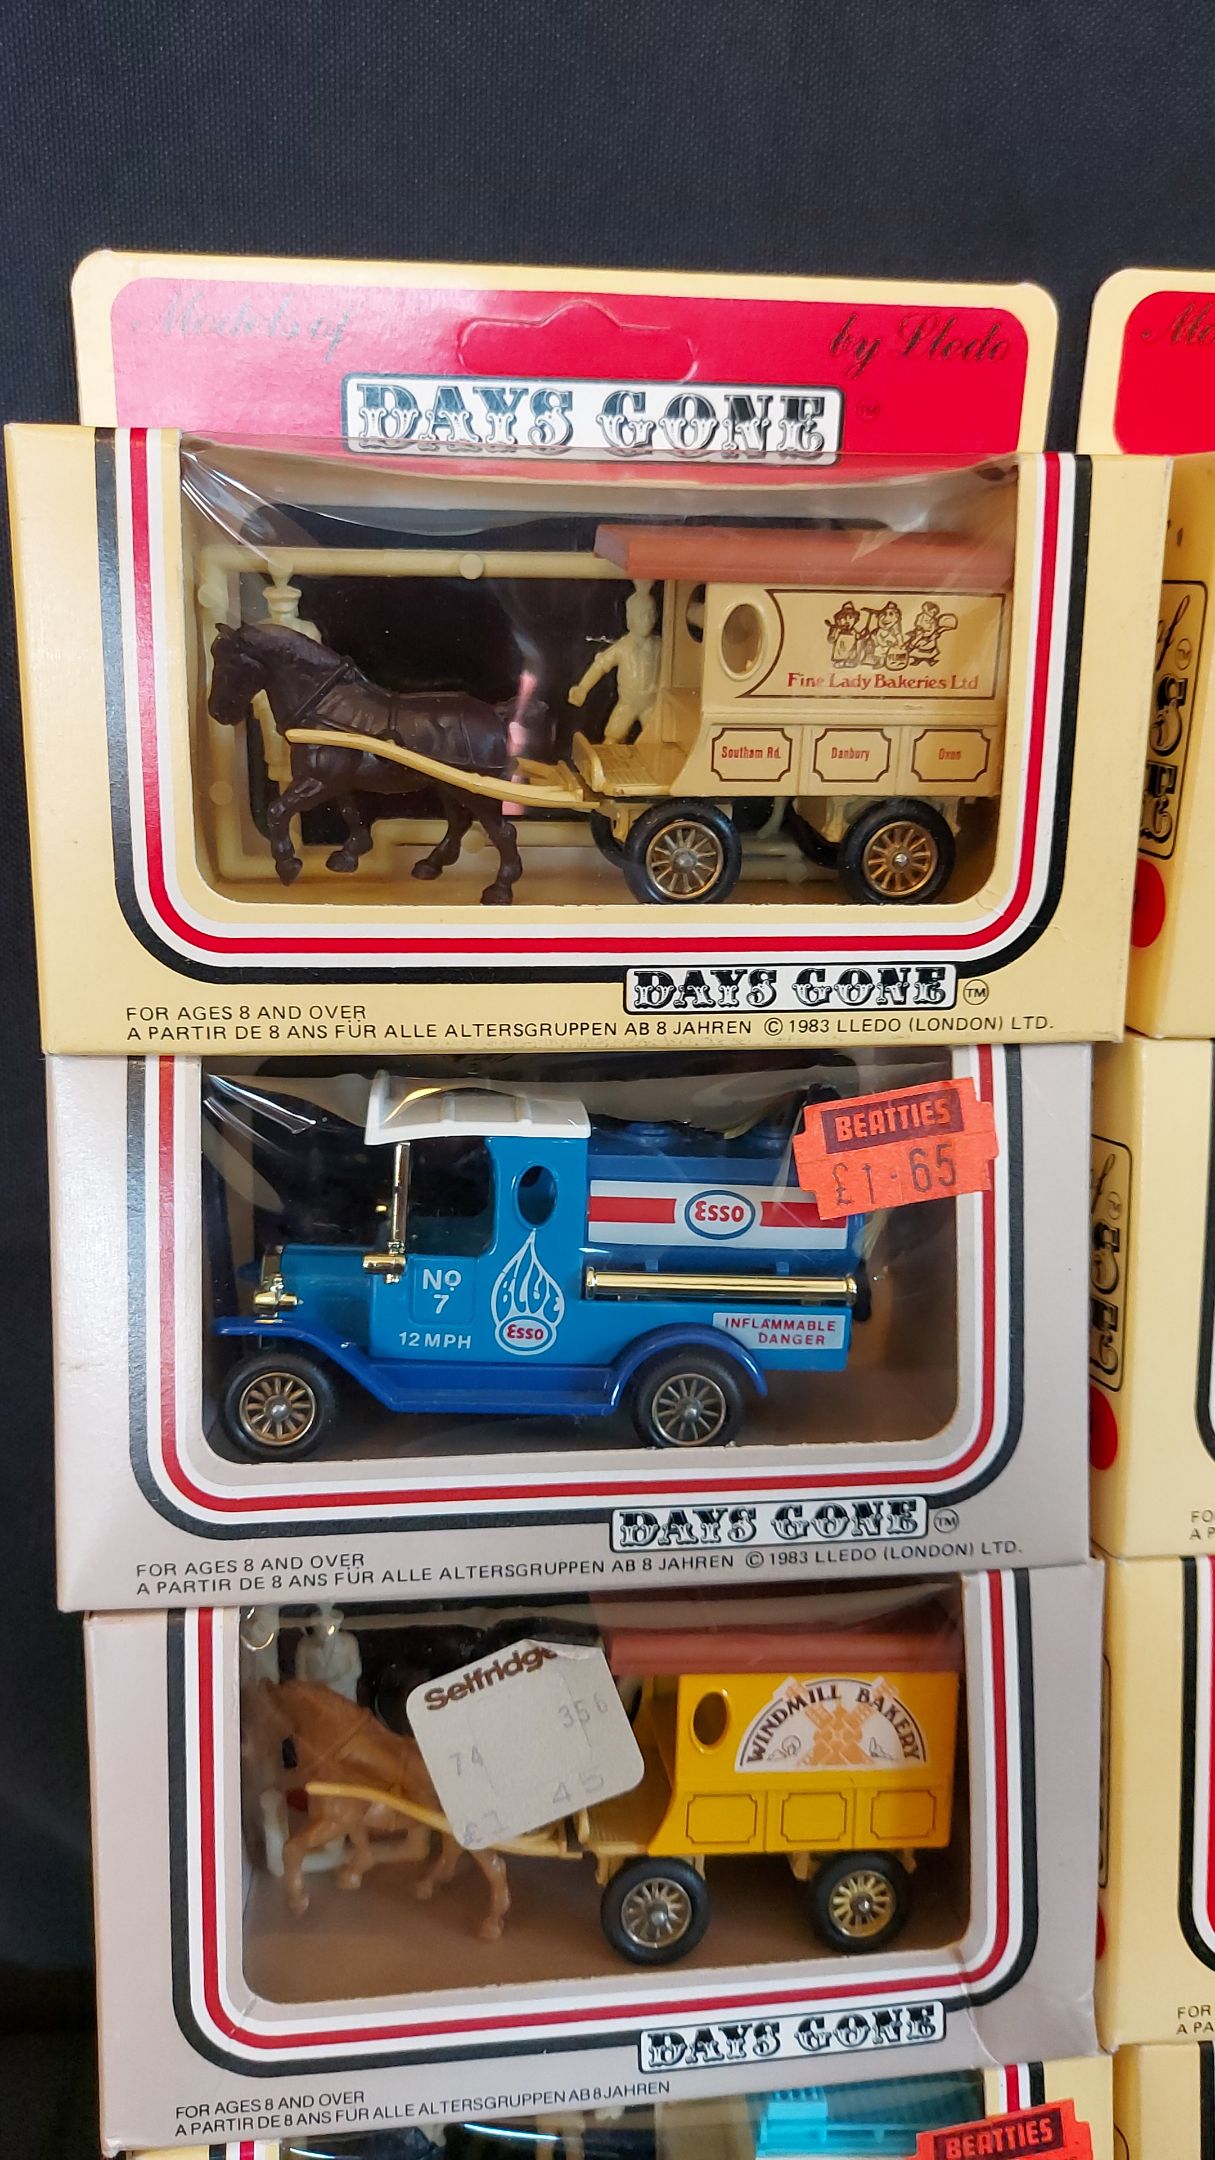 Models of
by Lledo
DAYS GONE TM
Fine Lady Bakeries Ltd
Southam Rd.
Danbury
Oxon
DAYS GONE TM
FOR AGES 8 AND OVER
A PARTIR DE 8 ANS FÜR ALLE ALTERSGRUPPEN AB 8 JAHREN © 1983 LLEDO (LONDON) LTD.
BEATTIES
£1·65
Esso
No 7
12 MPH
BLUE
Esso
INFLAMMABLE
DANGER
DAYS GONE TM
FOR AGES 8 AND OVER
A PARTIR DE 8 ANS FÜR ALLE ALTERSGRUPPEN AB 8 JAHREN © 1983 LLEDO (LONDON) LTD.
356
74
£1 45
WINDMILL BAKERY
DAYS GONE
FOR AGES 8 AND OVER
A PARTIR DE 8 ANS FÜR ALLE ALTERSGRUPPEN AB 8 JAHREN
BEATTIES